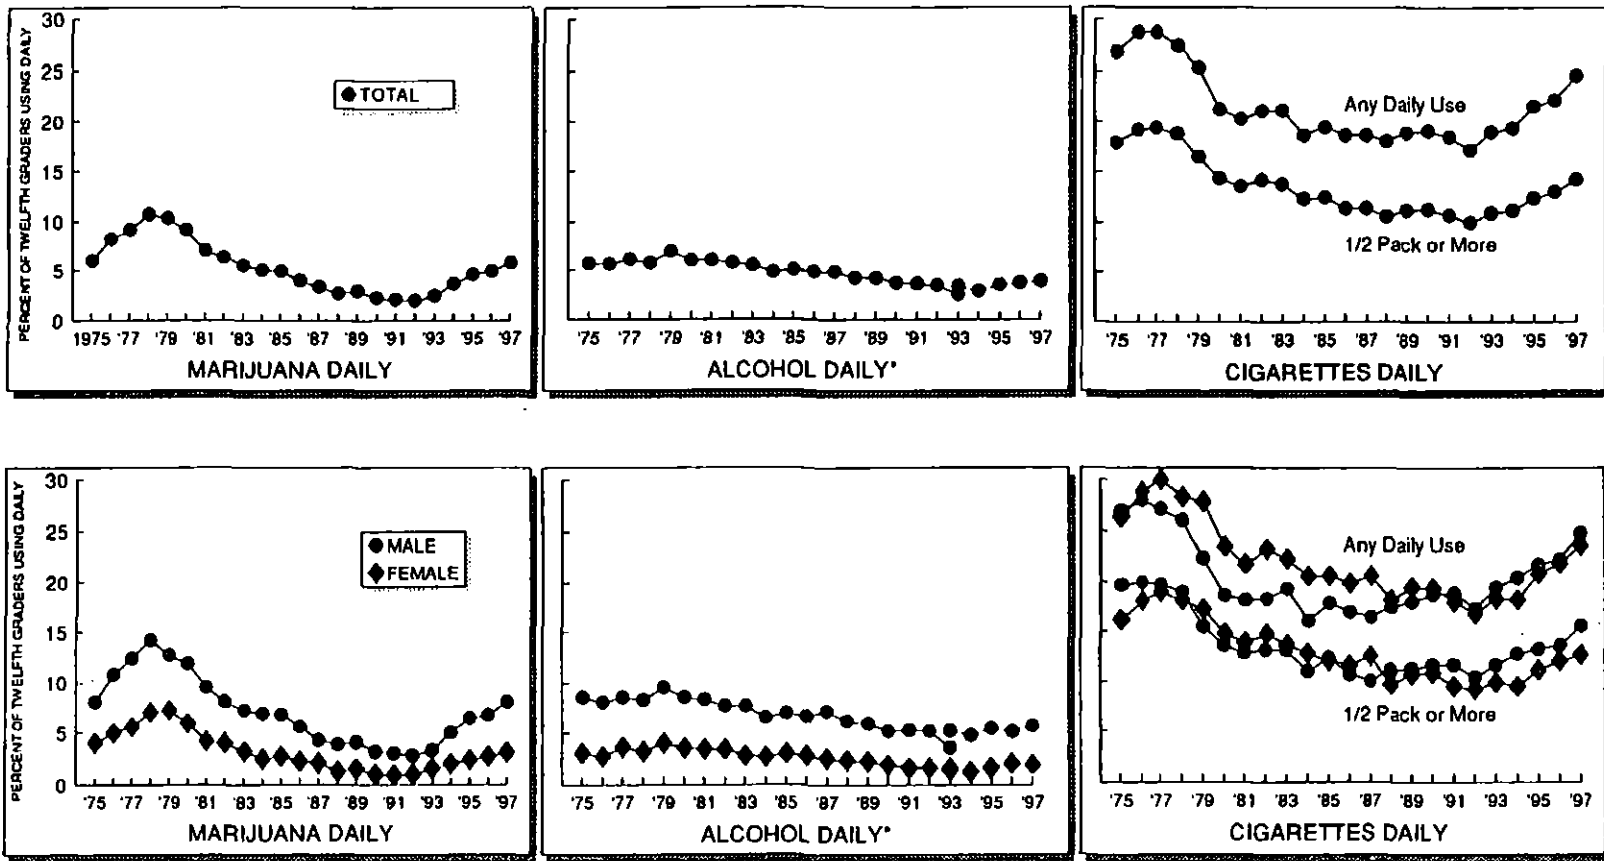 PERCENT OF TWELFTH GRADERS USING DAILY
30
25
20
15
10
5
0
● TOTAL
1975 '77 '79 '81 '83 '85 '87 '89 '91 '93 '95 '97
MARIJUANA DAILY
'75 '77 '79 '81 '83 '85 '87 '89 '91 '93 '95 '97
ALCOHOL DAILY*
Any Daily Use
1/2 Pack or More
'75 '77 '79 '81 '83 '85 '87 '89 '91 '93 '95 '97
CIGARETTES DAILY
PERCENT OF TWELFTH GRADERS USING DAILY
30
25
20
15
10
5
0
● MALE
◆ FEMALE
'75 '77 '79 '81 '83 '85 '87 '89 '91 '93 '95 '97
MARIJUANA DAILY
'75 '77 '79 '81 '83 '85 '87 '89 '91 '93 '95 '97
ALCOHOL DAILY*
Any Daily Use
1/2 Pack or More
'75 '77 '79 '81 '83 '85 '87 '89 '91 '93 '95 '97
CIGARETTES DAILY